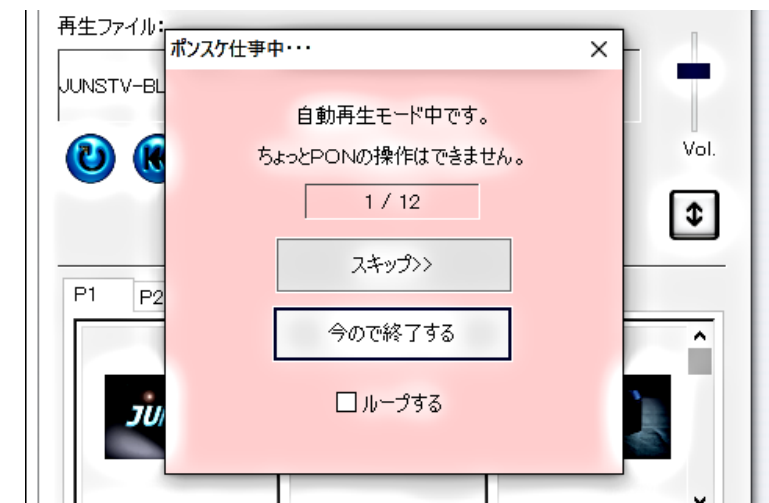 再生ファイル:
ポンスケ仕事中・・・
JUNSTV-BL
自動再生モード中です。
ちょっとPONの操作はできません。
Vol.
1 / 12
スキップ>>
P1
P2
今ので終了する
JU
ループする